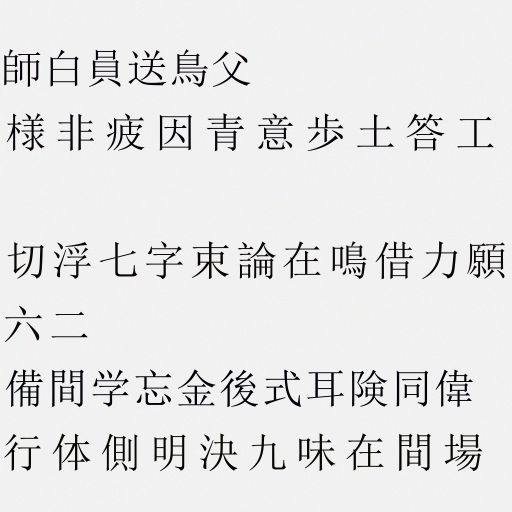 師白員送鳥父
様非疲因青意歩土答工
切浮七字束論在鳴借力願
六二
備間学忘金後式耳険同偉
行体側明決九味在間場